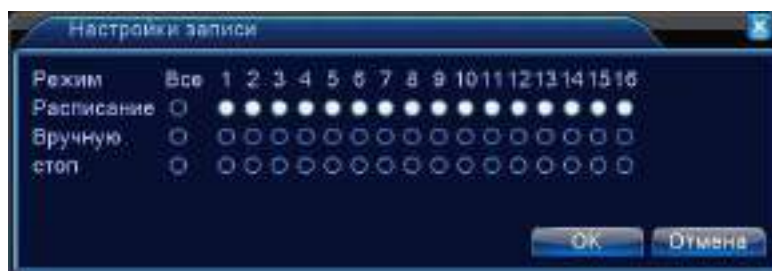 Настройки записи
Режим Все 1 2 3 4 5 6 7 8 9 10 11 12 13 14 15 16
Расписание
Вручную
стоп
OK Отмена